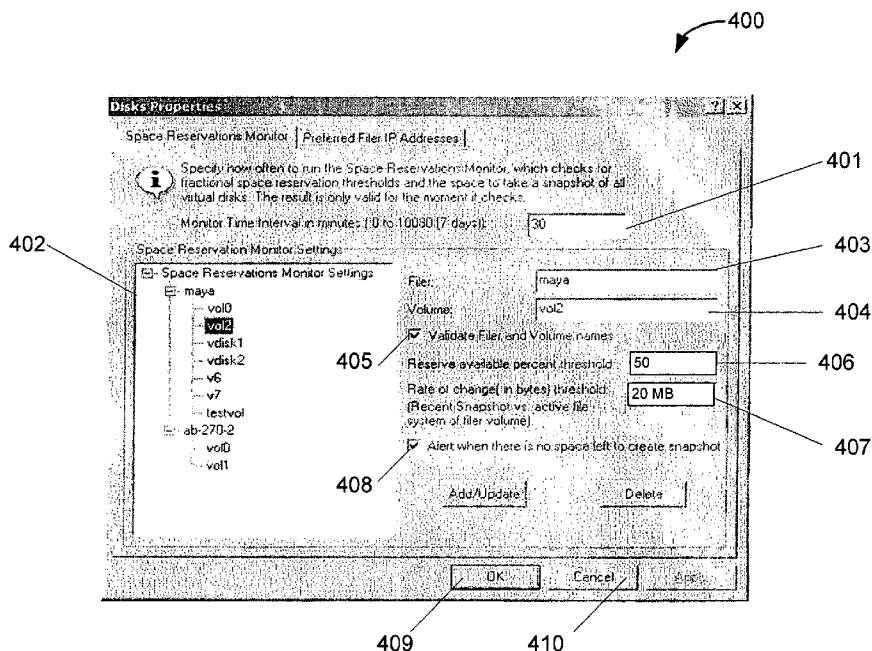 400
Disks Properties
? ×
Space Reservations Monitor
Preferred Filer IP Addresses
Specify how often to run the Space Reservations Monitor, which checks for
fractional space reservation thresholds and the space to take a snapshot of all
virtual disks. The result is only valid for the moment it checks.
401
Monitor Time Interval in minutes (10 to 10080 [7 days]):
30
402
Space Reservation Monitor Settings
403
Space Reservations Monitor Settings
maya
vol0
vol2
vdisk1
vdisk2
v6
v7
testvol
ab-270-2
vol0
vol1
Filer:
maya
Volume:
vol2
404
405
Validate Filer and Volume names
Reserve available percent threshold:
50
406
Rate of change( in bytes) threshold:
(Recent Snapshot vs. active file
system of filer volume)
20 MB
407
408
Alert when there is no space left to create snapshot
Add/Update
Delete
OK
Cancel
Apply
409
410